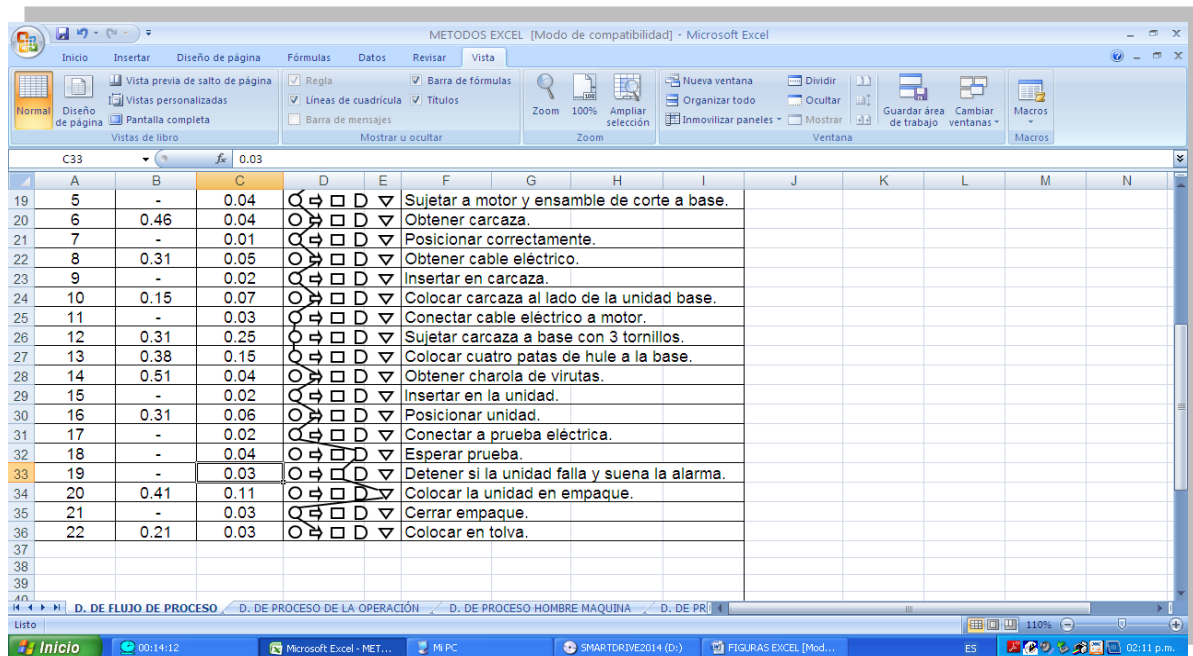 METODOS EXCEL [Modo de compatibilidad] - Microsoft Excel
Inicio Insertar Diseño de página Fórmulas Datos Revisar Vista
Normal
Diseño de página
Vista previa de salto de página
Vistas personalizadas
Pantalla completa
Vistas de libro
Regla
Líneas de cuadrícula
Barra de mensajes
Barra de fórmulas
Títulos
Mostrar u ocultar
Zoom
100%
Ampliar selección
Zoom
Nueva ventana
Organizar todo
Inmovilizar paneles
Dividir
Ocultar
Mostrar
Guardar área de trabajo
Cambiar ventanas
Ventana
Macros
Macros
C33 fx 0.03
A B C D E F G H I J K L M N
19 5 - 0.04 D Sujetar a motor y ensamble de corte a base.
20 6 0.46 0.04 D Obtener carcaza.
21 7 - 0.01 D Posicionar correctamente.
22 8 0.31 0.05 D Obtener cable eléctrico.
23 9 - 0.02 D Insertar en carcaza.
24 10 0.15 0.07 D Colocar carcaza al lado de la unidad base.
25 11 - 0.03 D Conectar cable eléctrico a motor.
26 12 0.31 0.25 D Sujetar carcaza a base con 3 tornillos.
27 13 0.38 0.15 D Colocar cuatro patas de hule a la base.
28 14 0.51 0.04 D Obtener charola de virutas.
29 15 - 0.02 D Insertar en la unidad.
30 16 0.31 0.06 D Posicionar unidad.
31 17 - 0.02 D Conectar a prueba eléctrica.
32 18 - 0.04 D Esperar prueba.
33 19 - 0.03 D Detener si la unidad falla y suena la alarma.
34 20 0.41 0.11 D Colocar la unidad en empaque.
35 21 - 0.03 D Cerrar empaque.
36 22 0.21 0.03 D Colocar en tolva.
37
38
39
40
D. DE FLUJO DE PROCESO D. DE PROCESO DE LA OPERACIÓN D. DE PROCESO HOMBRE MAQUINA D. DE PR
Listo 110%
Inicio 00:14:12 Microsoft Excel - MET... Mi PC SMARTDRIVE2014 (D:) FIGURAS EXCEL [Mod... ES 02:11 p.m.